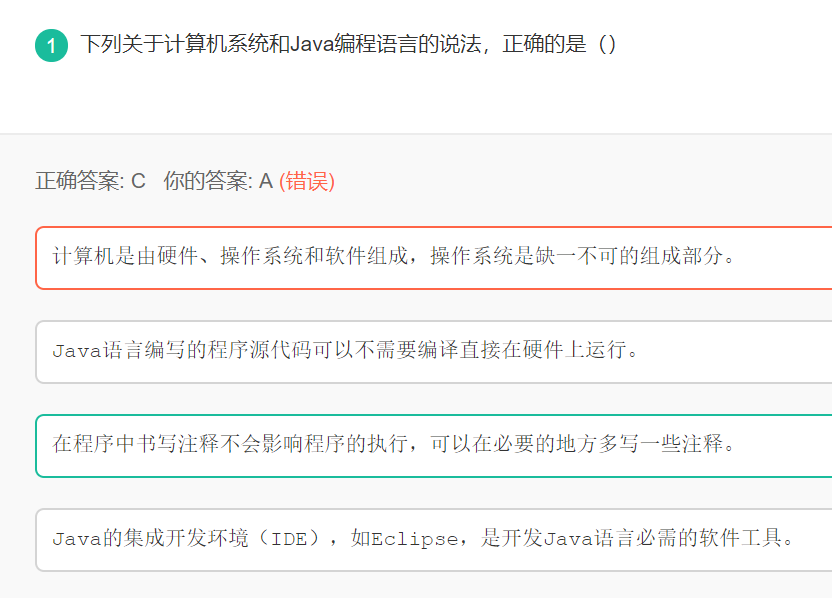 1 下列关于计算机系统和Java编程语言的说法，正确的是（）
正确答案: C 你的答案: A (错误)
计算机是由硬件、操作系统和软件组成，操作系统是缺一不可的组成部分。
Java语言编写的程序源代码可以不需要编译直接在硬件上运行。
在程序中书写注释不会影响程序的执行，可以在必要的地方多写一些注释。
Java的集成开发环境（IDE），如Eclipse，是开发Java语言必需的软件工具。